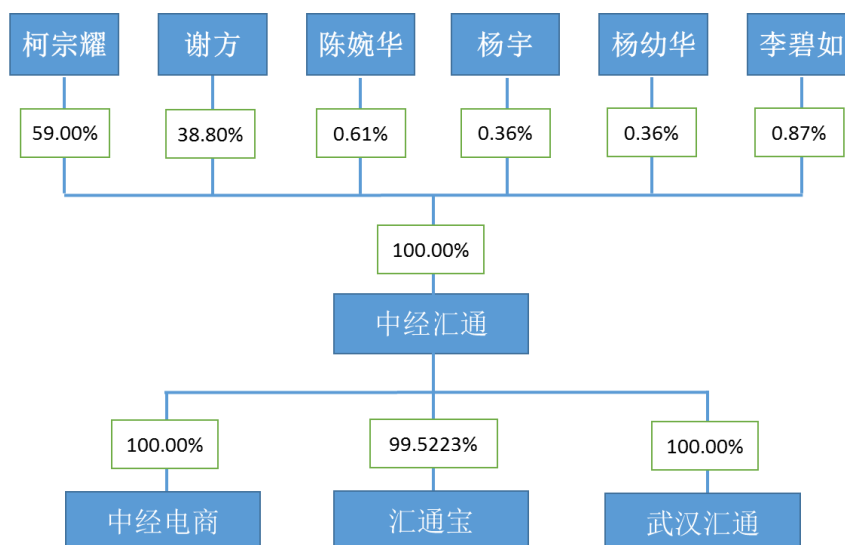 柯宗耀 谢方 陈婉华 杨宇 杨幼华 李碧如
59.00% 38.80% 0.61% 0.36% 0.36% 0.87%
100.00%
中经汇通
100.00% 99.5223% 100.00%
中经电商 汇通宝 武汉汇通